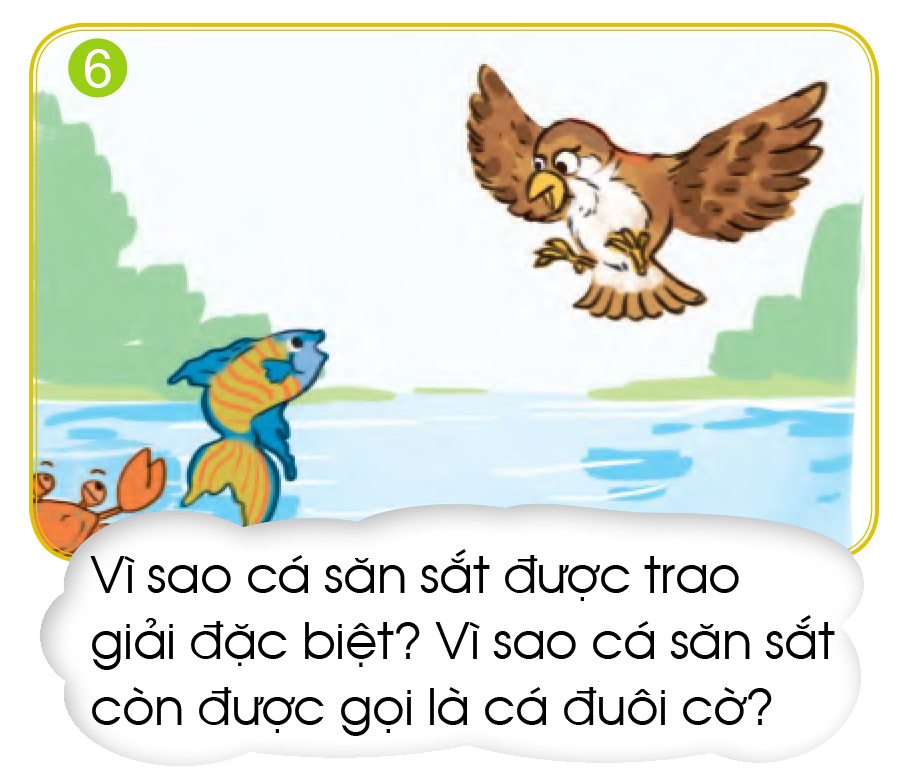 6
Vì sao cá săn sắt được trao
giải đặc biệt? Vì sao cá săn sắt
còn được gọi là cá đuôi cờ?